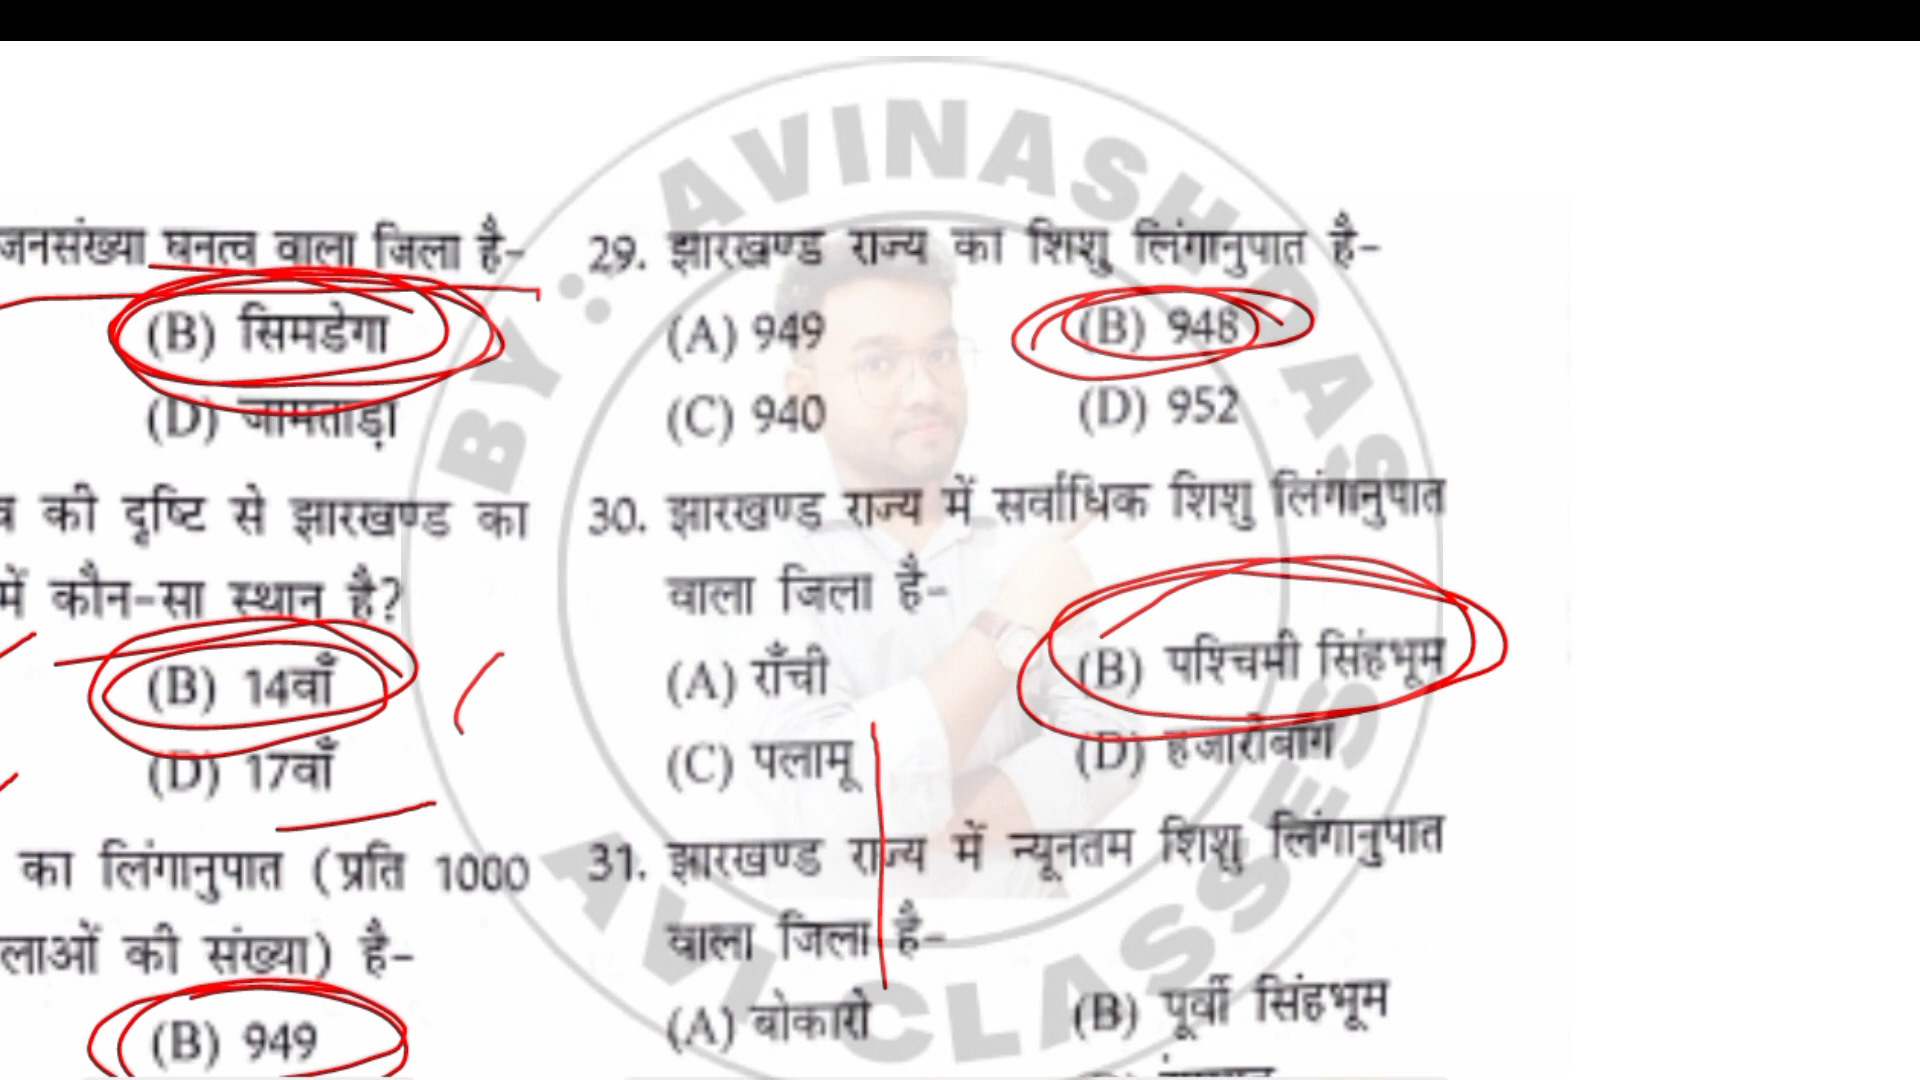 जनसंख्या घनत्व वाला जिला है-
(B) सिमडेगा
(D) जामताड़ा
की दृष्टि से झारखण्ड का
में कौन-सा स्थान है?
(B) 14वाँ
(D) 17वाँ
का लिंगानुपात (प्रति 1000
की संख्या) है-
(B) 949
29. झारखण्ड राज्य का शिशु लिंगानुपात है-
(A) 949 (B) 948
(C) 940 (D) 952
30. झारखण्ड राज्य में सर्वाधिक शिशु लिंगानुपात
वाला जिला है-
(A) राँची (B) पश्चिमी सिंहभूम
(C) पलामू (D) हजारीबाग
31. झारखण्ड राज्य में न्यूनतम शिशु लिंगानुपात
वाला जिला है-
(A) बोकारो (B) पूर्वी सिंहभूम
BY : AVINASH DAS
AVI CLASSES